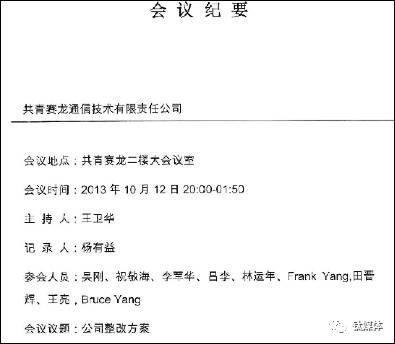 会议纪要
共青赛龙通信技术有限责任公司
会议地点：共青赛龙二楼大会议室
会议时间：2013 年 10 月 12 日 20:00-01:50
主 持 人：王卫华
记 录 人：杨有益
参会人员：吴刚、祝敬海、李军华、吕李、林运年、Frank Yang,田晋
辉、王亮，Bruce Yang
会议议题：公司整改方案
钛媒体